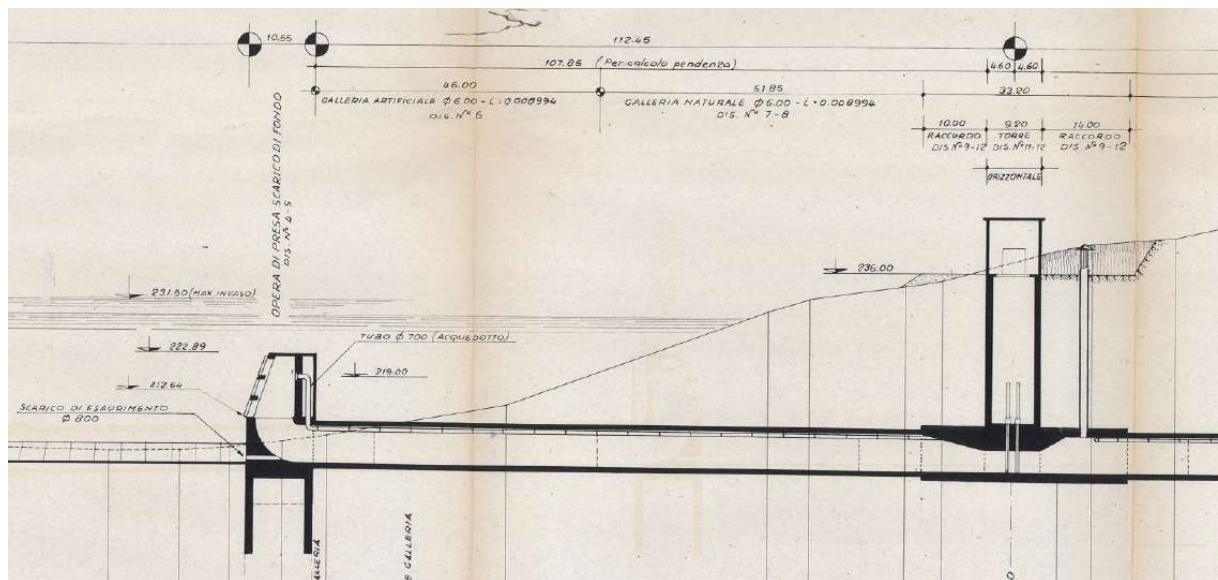 10.55
112.45
107.85 (Per calcolo pendenza)
4.60 4.60
46.00
51.85
33.20
GALLERIA ARTIFICIALE ø 6.00 - i = 0.008994
DIS. N° 6
GALLERIA NATURALE ø 6.00 - i = 0.008994
DIS. N° 7-8
10.00
9.20
14.00
RACCORDO
DIS. N° 9-12
TORRE
DIS. N° 11-12
RACCORDO
DIS. N° 9-12
ORIZZONTALE
OPERA DI PRESA SCARICO DI FONDO
DIS. N° 4-5
236.00
231.50 (MAX INVASO)
222.89
TUBO ø 700 (ACQUEDOTTO)
219.00
212.64
SCARICO DI ESAURIMENTO
ø 800
GALLERIA